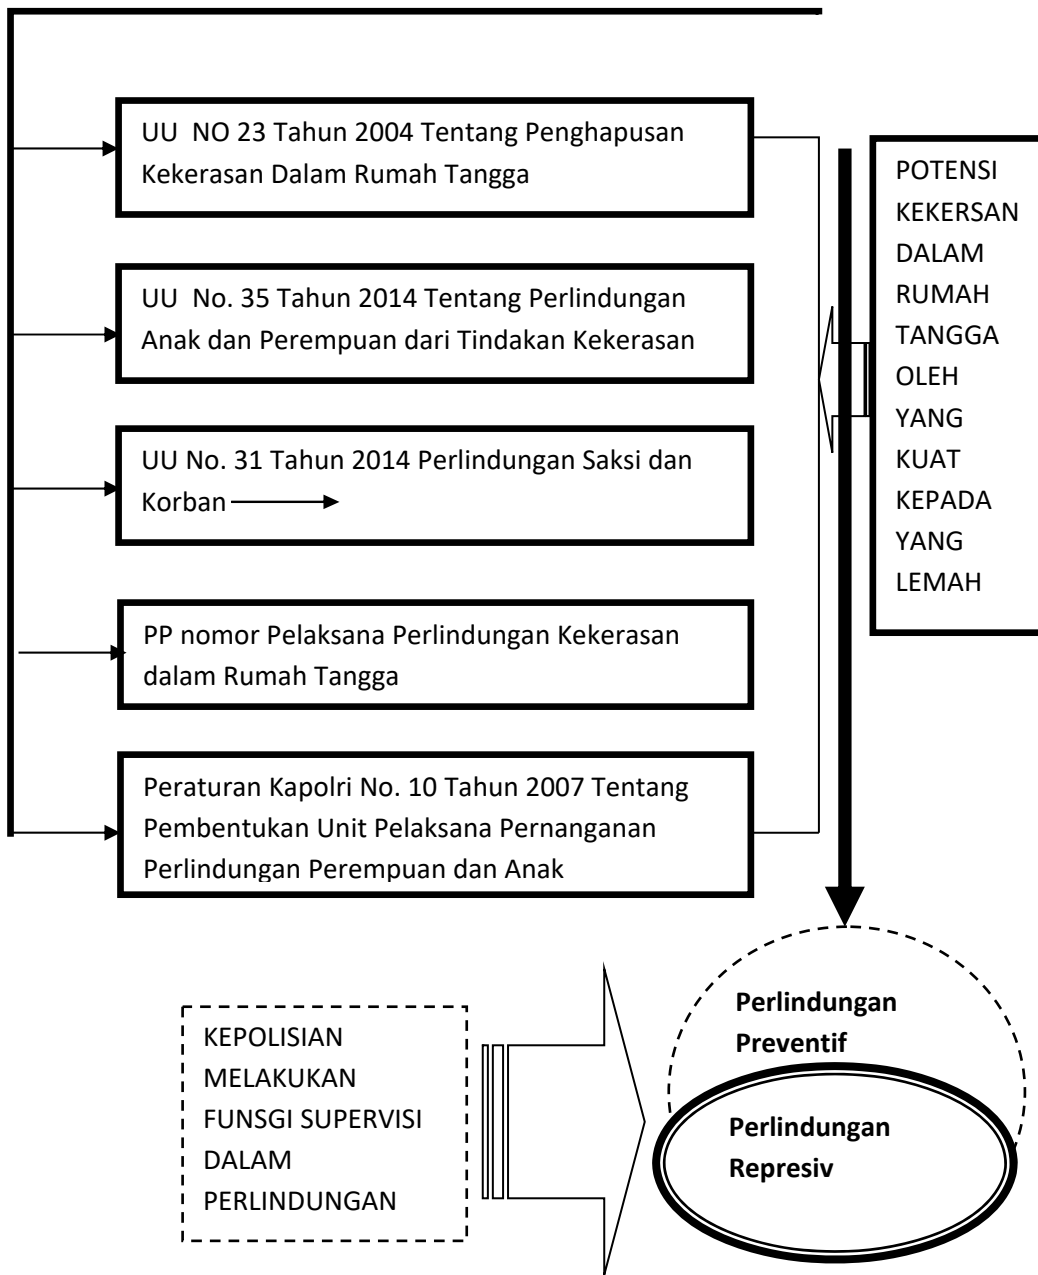 UU NO 23 Tahun 2004 Tentang Penghapusan
Kekerasan Dalam Rumah Tangga
UU No. 35 Tahun 2014 Tentang Perlindungan
Anak dan Perempuan dari Tindakan Kekerasan
UU No. 31 Tahun 2014 Perlindungan Saksi dan
Korban
PP nomor Pelaksana Perlindungan Kekerasan
dalam Rumah Tangga
Peraturan Kapolri No. 10 Tahun 2007 Tentang
Pembentukan Unit Pelaksana Pernanganan
Perlindungan Perempuan dan Anak
POTENSI
KEKERSAN
DALAM
RUMAH
TANGGA
OLEH
YANG
KUAT
KEPADA
YANG
LEMAH
KEPOLISIAN
MELAKUKAN
FUNSGI SUPERVISI
DALAM
PERLINDUNGAN
Perlindungan
Preventif
Perlindungan
Represiv